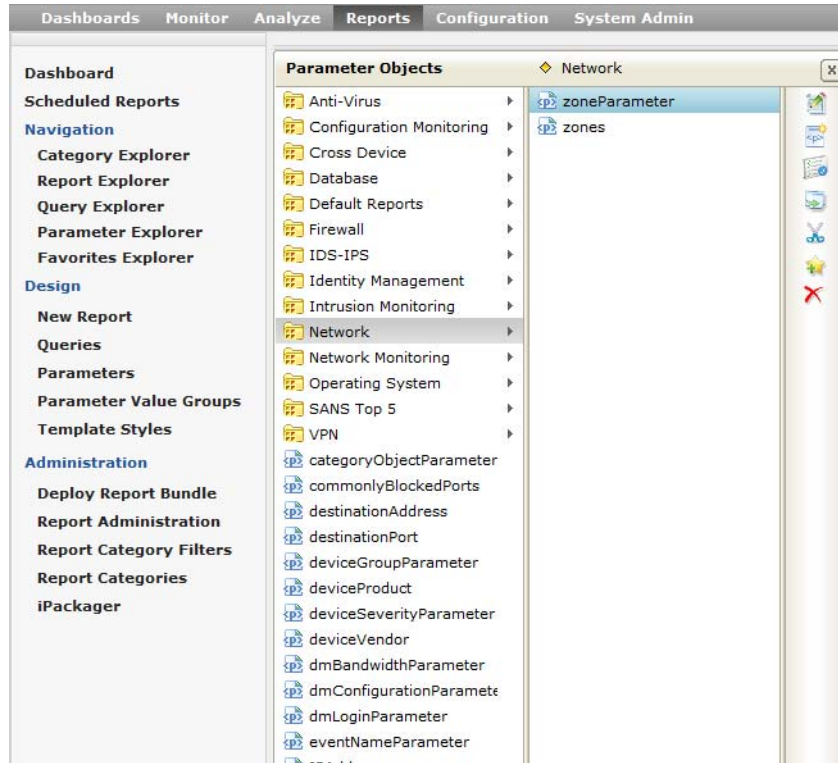 Dashboards Monitor Analyze Reports Configuration System Admin
Dashboard
Scheduled Reports
Navigation
Category Explorer
Report Explorer
Query Explorer
Parameter Explorer
Favorites Explorer
Design
New Report
Queries
Parameters
Parameter Value Groups
Template Styles
Administration
Deploy Report Bundle
Report Administration
Report Category Filters
Report Categories
iPackager
Parameter Objects
Anti-Virus
Configuration Monitoring
Cross Device
Database
Default Reports
Firewall
IDS-IPS
Identity Management
Intrusion Monitoring
Network
Network Monitoring
Operating System
SANS Top 5
VPN
categoryObjectParameter
commonlyBlockedPorts
destinationAddress
destinationPort
deviceGroupParameter
deviceProduct
deviceSeverityParameter
deviceVendor
dmBandwidthParameter
dmConfigurationParamete
dmLoginParameter
eventNameParameter
Network
zoneParameter
zones